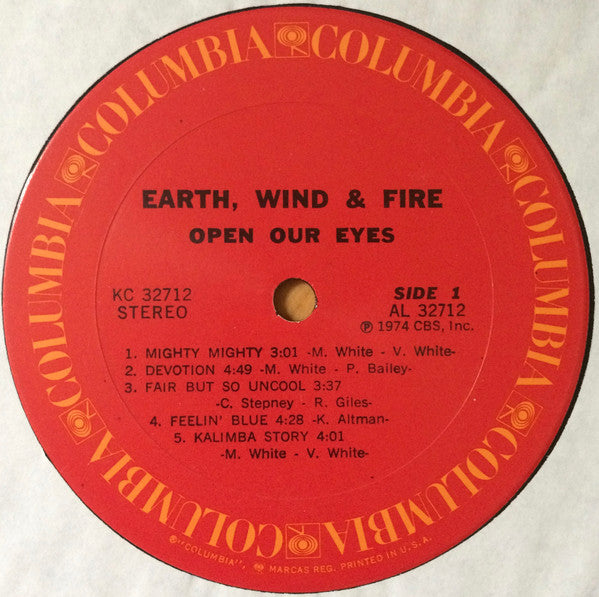 COLUMBIA COLUMBIA COLUMBIA COLUMBIA COLUMBIA COLUMBIA
EARTH, WIND & FIRE
OPEN OUR EYES
KC 32712
STEREO
SIDE 1
AL 32712
Ⓟ 1974 CBS, Inc.
1. MIGHTY MIGHTY 3:01 -M. White - V. White-
2. DEVOTION 4:49 -M. White - P. Bailey-
3. FAIR BUT SO UNCOOL 3:37
-C. Stepney - R. Giles-
4. FEELIN' BLUE 4:28 -K. Altman-
5. KALIMBA STORY 4:01
-M. White - V. White-
®"COLUMBIA", MARCAS REG. PRINTED IN U.S.A.